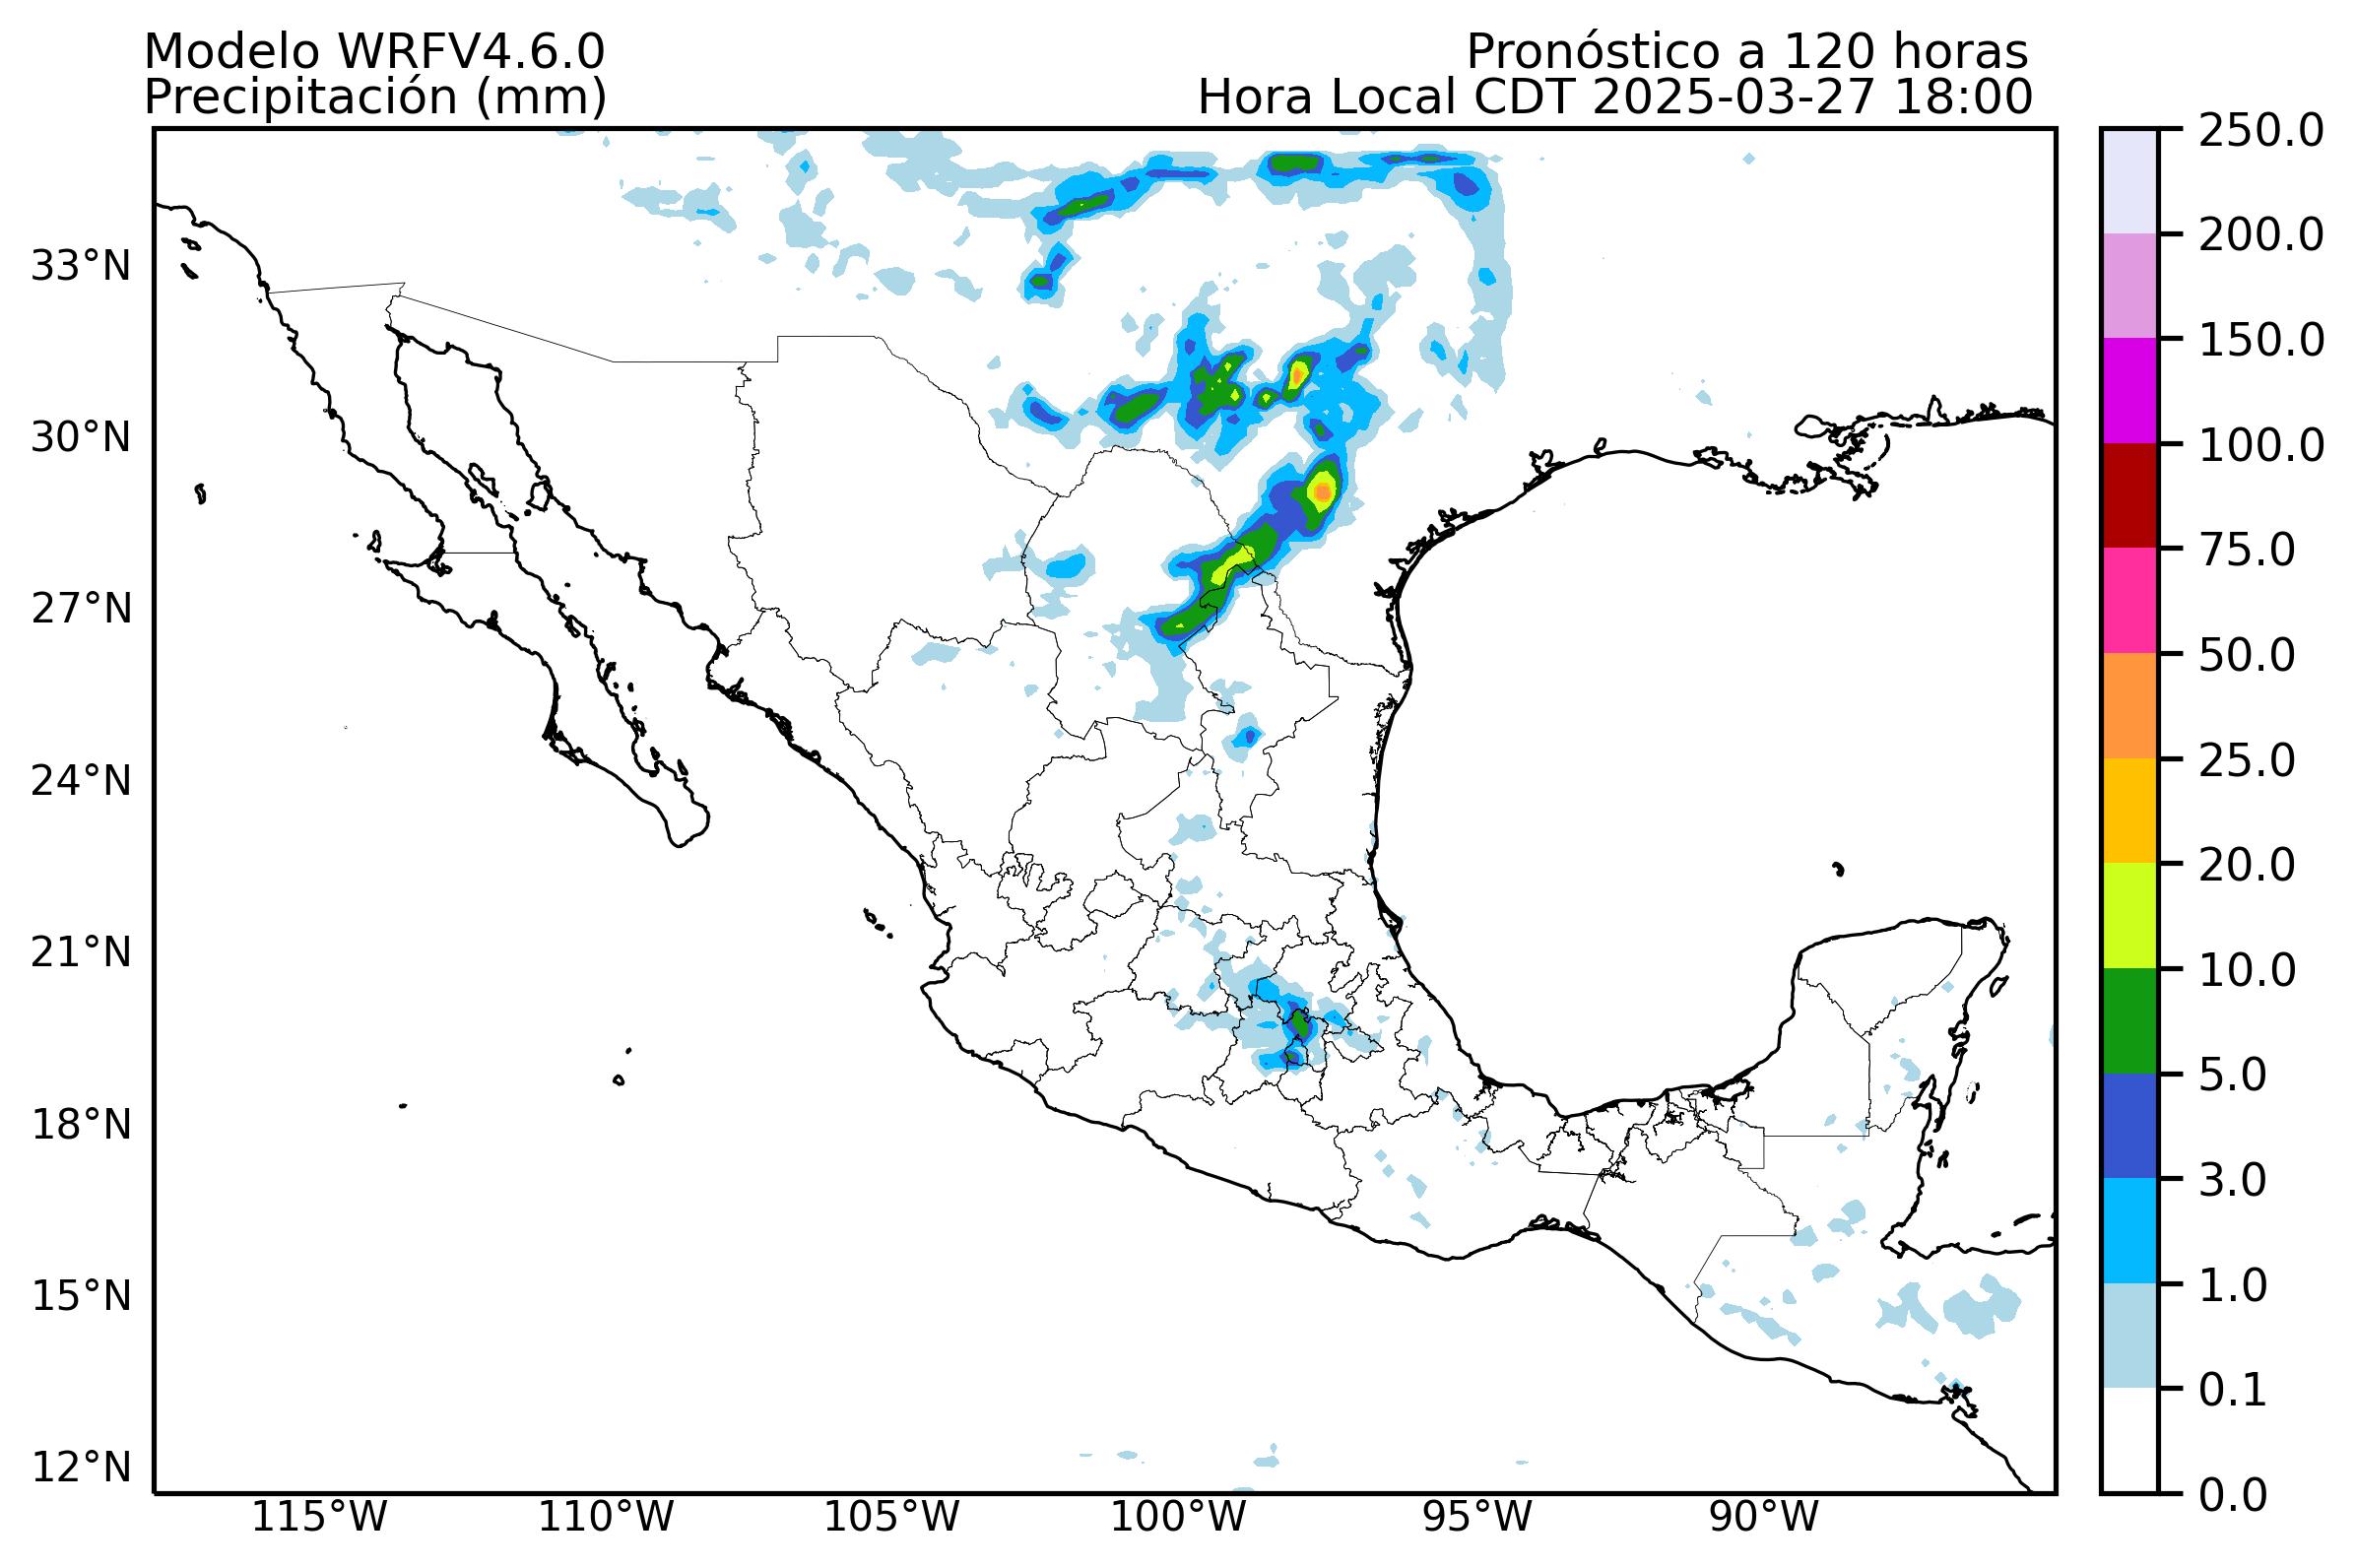 Modelo WRFV4.6.0
Pronóstico a 120 horas
Precipitación (mm)
Hora Local CDT 2025-03-27 18:00
33°N
30°N
27°N
24°N
21°N
18°N
15°N
12°N
115°W
110°W
105°W
100°W
95°W
90°W
250.0
200.0
150.0
100.0
75.0
50.0
25.0
20.0
10.0
5.0
3.0
1.0
0.1
0.0